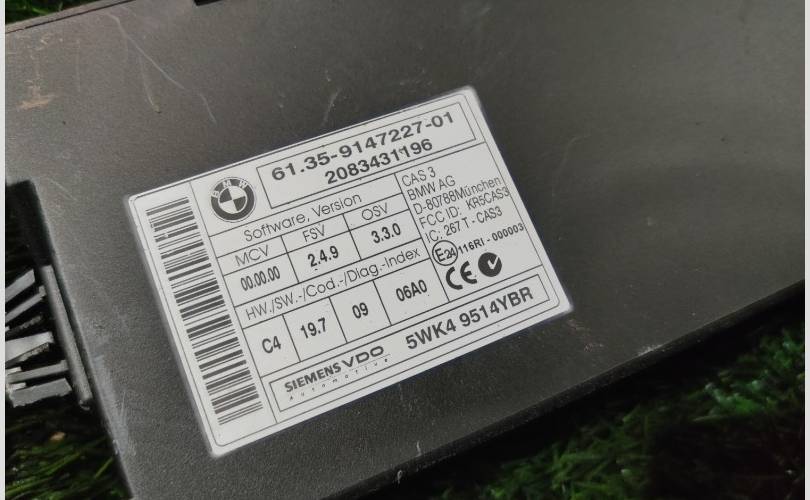 BMW
61.35-9147227-01
2083431196
Software, Version
MCV FSV OSV
00.00.00 2.4.9 3.3.0
HW./SW.-/Cod.-/Diag.-Index
C4 19.7 09 06A0
CAS 3
BMW AG
D-80788München
FCC ID: KR5CAS3
IC: 267T-CAS3
E24 116RI-000003
CE
SIEMENS VDO
Automotive
5WK4 9514YBR